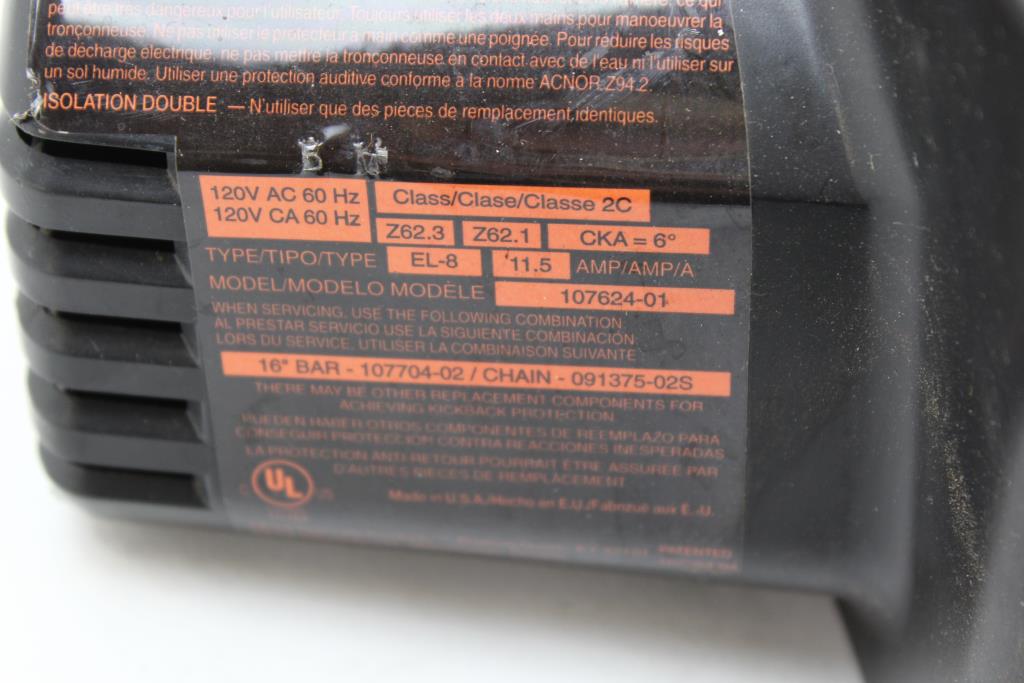 peut être très dangereux pour l'utilisateur. Toujours utiliser les deux mains pour manoeuvrer la
tronçonneuse. Ne pas utiliser le protecteur à main comme une poignée. Pour réduire les risques
de décharge électrique, ne pas mettre la tronçonneuse en contact avec de l'eau ni l'utiliser sur
un sol humide. Utiliser une protection auditive conforme à la norme ACNOR Z94.2.
ISOLATION DOUBLE — N'utiliser que des pièces de remplacement identiques.
120V AC 60 Hz
120V CA 60 Hz
Class/Clase/Classe 2C
Z62.3 Z62.1 CKA = 6°
TYPE/TIPO/TYPE EL-8 11.5 AMP/AMP/À
MODEL/MODELO MODÈLE 107624-01
WHEN SERVICING. USE THE FOLLOWING COMBINATION
AL PRESTAR SERVICIO USE LA SIGUIENTE COMBINACIÓN
LORS DU SERVICE. UTILISER LA COMBINAISON SUIVANTE
16" BAR - 107704-02 / CHAIN - 091375-02S
THERE MAY BE OTHER REPLACEMENT COMPONENTS FOR
ACHIEVING KICKBACK PROTECTION
PUEDEN HABER OTROS COMPONENTES DE REEMPLAZO PARA
CONSEGUIR PROTECCION CONTRA REACCIONES INESPERADAS
LA PROTECTION ANTI-RETOUR POURRAIT ÊTRE ASSURÉE PAR
D'AUTRES PIÈCES DE REMPLACEMENT
C UL US
Made in U.S.A./Hecho en E.U./Fabriqué aux É.-U.
PATENTED